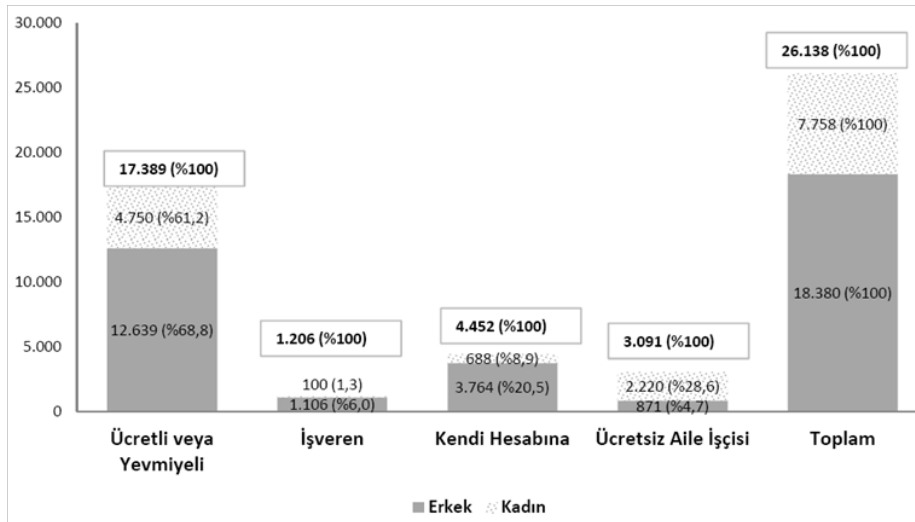 30.000
25.000
20.000
15.000
10.000
5.000
0
17.389 (%100)
4.750 (%61,2)
12.639 (%68,8)
1.206 (%100)
100 (1,3)
1.106 (%6,0)
4.452 (%100)
688 (%8,9)
3.764 (%20,5)
3.091 (%100)
2.220 (%28,6)
871 (%4,7)
26.138 (%100)
7.758 (%100)
18.380 (%100)
Ücretli veya
Yevmiyeli
İşveren
Kendi Hesabına
Ücretsiz Aile İşçisi
Toplam
Erkek
Kadın